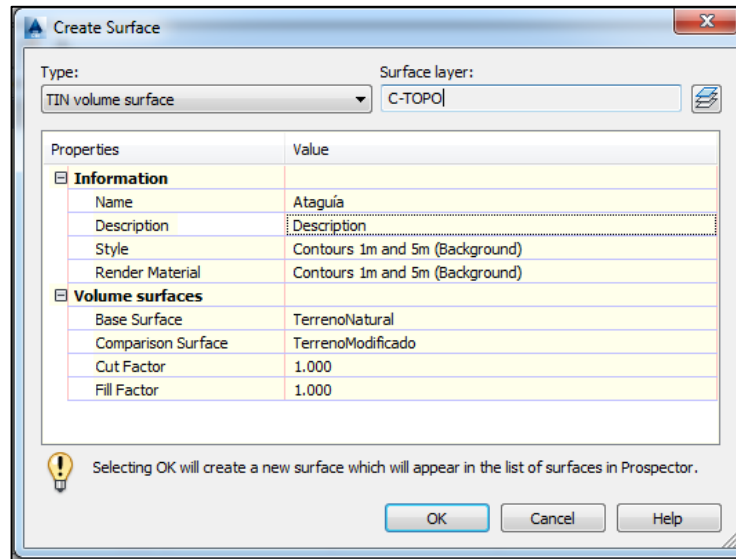 Create Surface
Type: Surface layer:
TIN volume surface C-TOPO
Properties Value
Information
Name Ataguía
Description Description
Style Contours 1m and 5m (Background)
Render Material Contours 1m and 5m (Background)
Volume surfaces
Base Surface TerrenoNatural
Comparison Surface TerrenoModificado
Cut Factor 1.000
Fill Factor 1.000
Selecting OK will create a new surface which will appear in the list of surfaces in Prospector.
OK Cancel Help